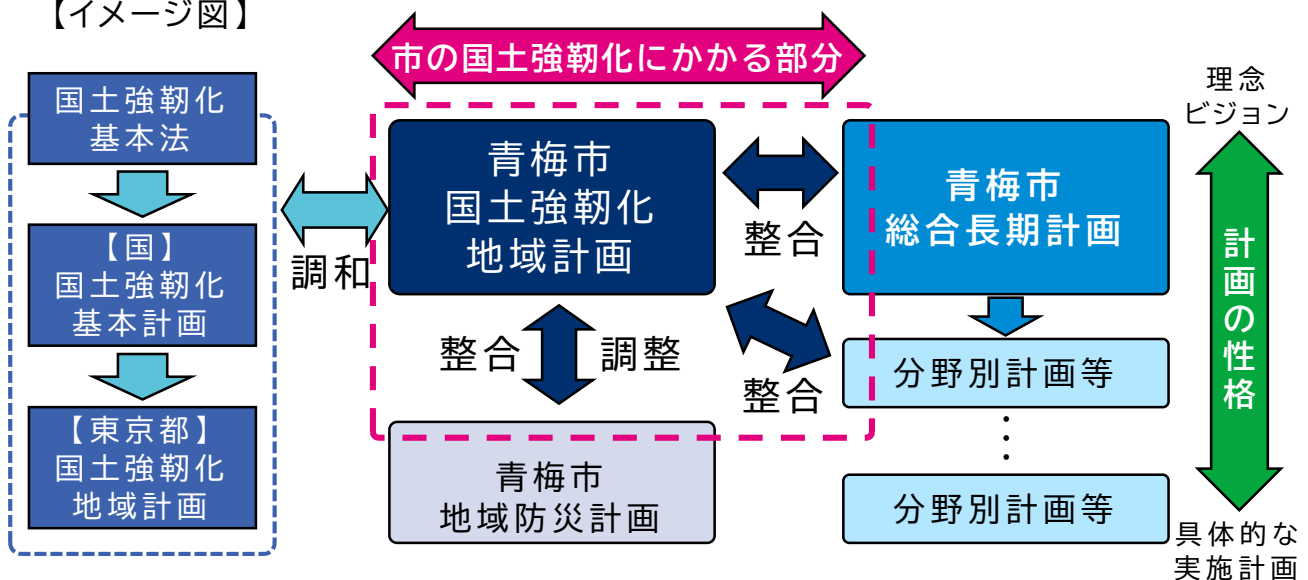 【イメージ図】
市の国土強靭化にかかる部分
国土強靭化
基本法
【国】
国土強靭化
基本計画
【東京都】
国土強靭化
地域計画
調和
青梅市
国土強靭化
地域計画
整合
青梅市
総合長期計画
整合
調整
整合
分野別計画等
⋮
分野別計画等
青梅市
地域防災計画
理念
ビジョン
計画の性格
具体的な
実施計画